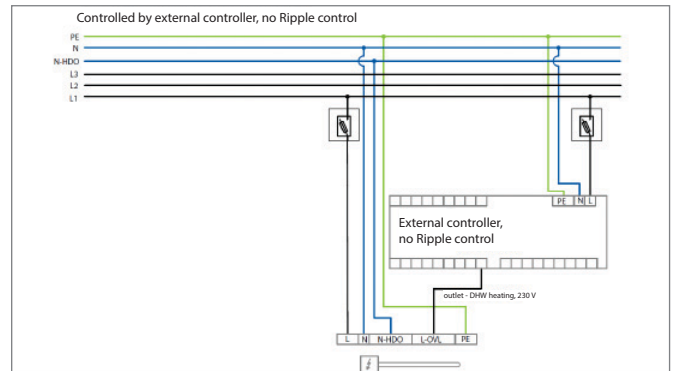 Controlled by external controller, no Ripple control
PE
N
N-HDO
L3
L2
L1
PE N L
External controller,
no Ripple control
outlet - DHW heating, 230 V
L N N-HDO L-OVL PE